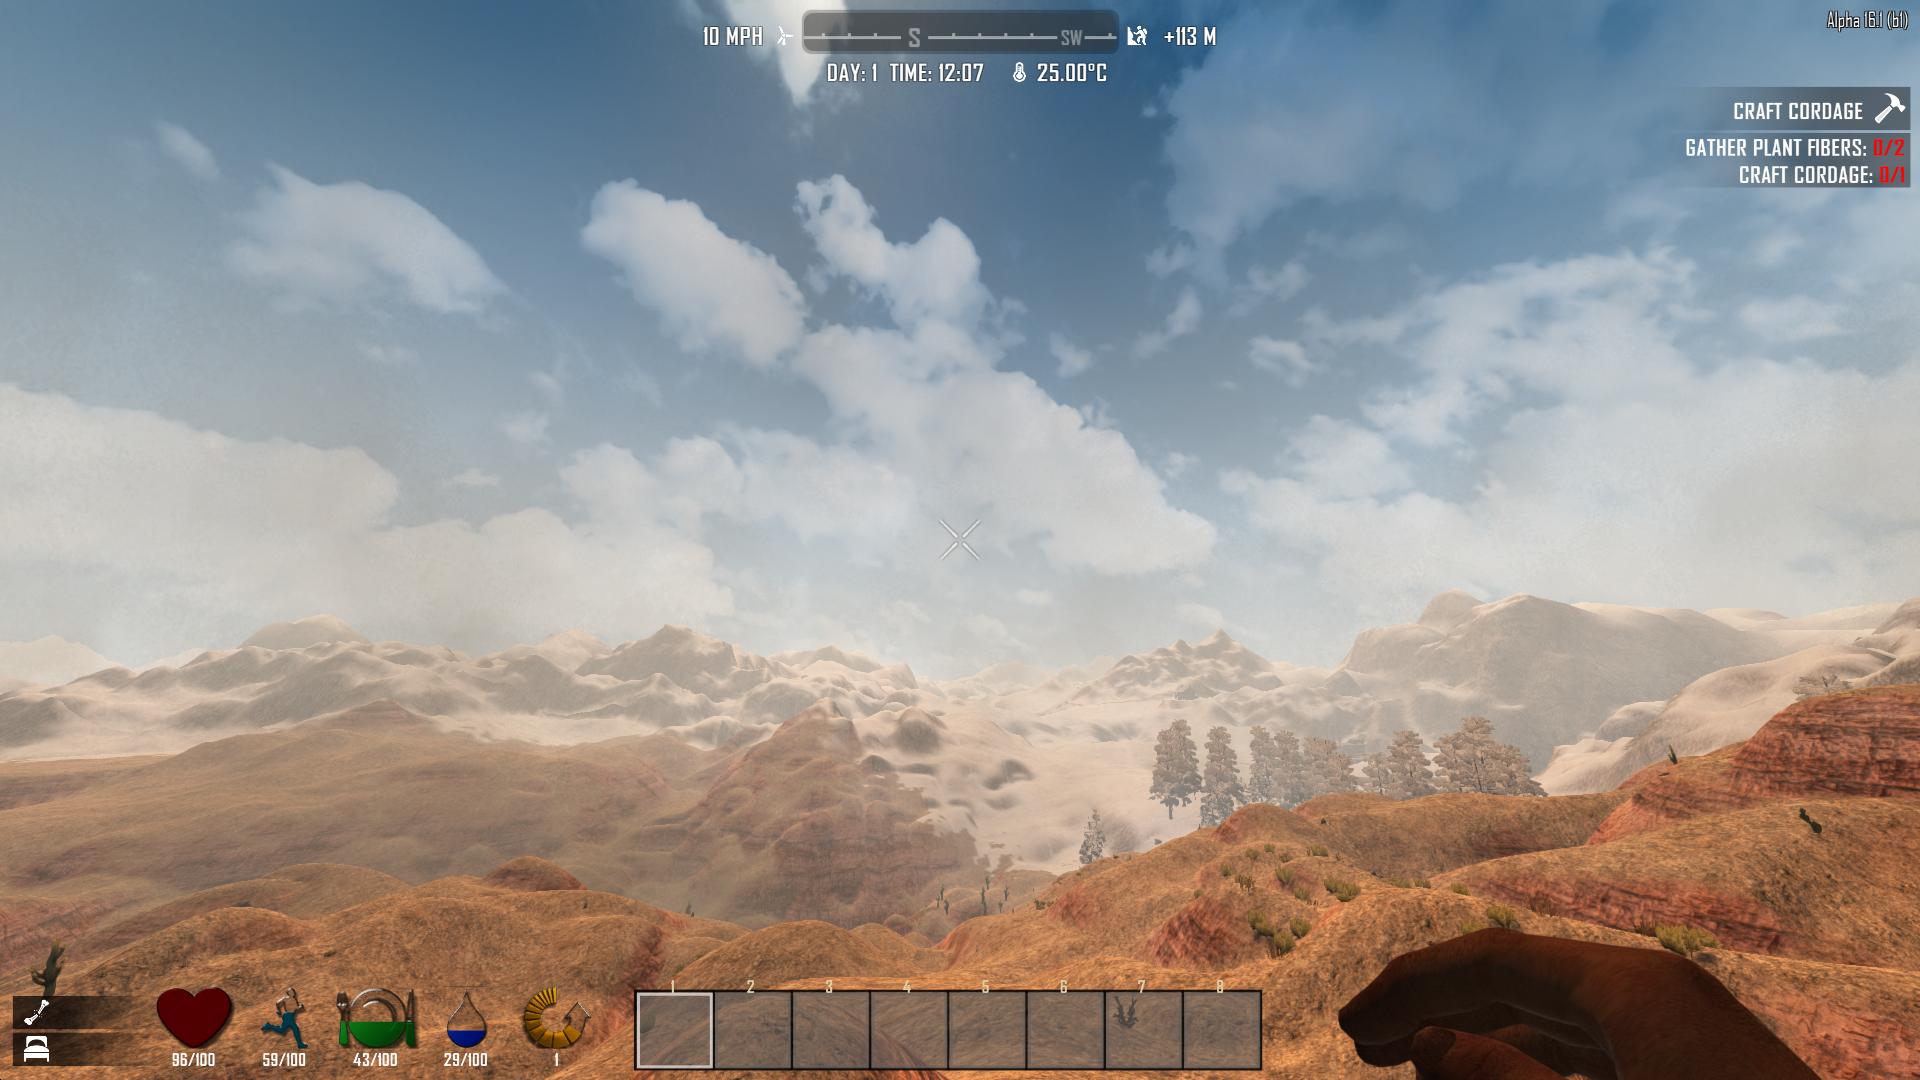 Alpha 16.1 (b1)
10 MPH S SW +113 M
DAY: 1 TIME: 12:07 25.00°C
CRAFT CORDAGE
GATHER PLANT FIBERS: 0/2
CRAFT CORDAGE: 0/1
1 2 3 4 5 6 7 8
96/100 59/100 43/100 29/100 1